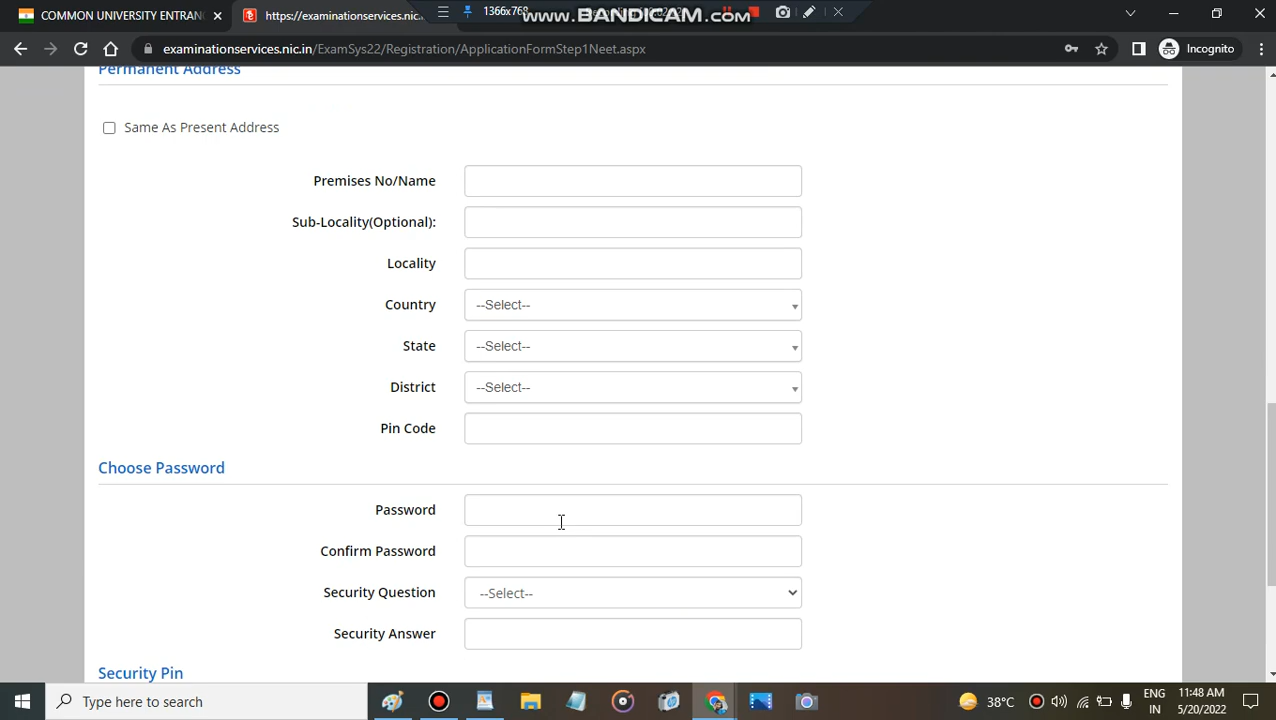 COMMON UNIVERSITY ENTRAN
https://examinationservices.nic.
1366x768
www.BANDICAM.com
examinationservices.nic.in/ExamSys22/Registration/ApplicationFormStep1Neet.aspx
Incognito
Permanent Address
Same As Present Address
Premises No/Name
Sub-Locality(Optional):
Locality
Country --Select--
State --Select--
District --Select--
Pin Code
Choose Password
Password
Confirm Password
Security Question --Select--
Security Answer
Security Pin
Type here to search
38°C
ENG
IN
11:48 AM
5/20/2022